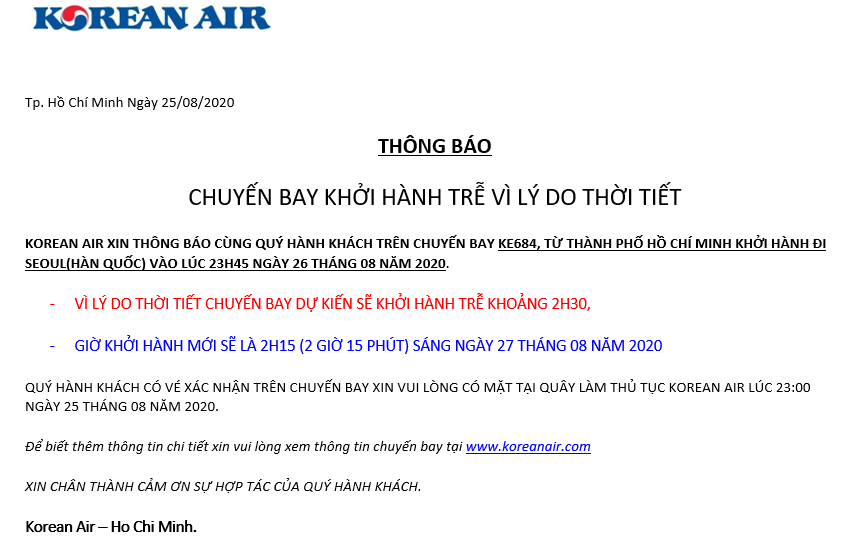 KOREAN AIR
Tp. Hồ Chí Minh Ngày 25/08/2020
THÔNG BÁO
CHUYẾN BAY KHỞI HÀNH TRỄ VÌ LÝ DO THỜI TIẾT
KOREAN AIR XIN THÔNG BÁO CÙNG QUÝ HÀNH KHÁCH TRÊN CHUYẾN BAY KE684, TỪ THÀNH PHỐ HỒ CHÍ MINH KHỞI HÀNH ĐI
SEOUL(HÀN QUỐC) VÀO LÚC 23H45 NGÀY 26 THÁNG 08 NĂM 2020.
- VÌ LÝ DO THỜI TIẾT CHUYẾN BAY DỰ KIẾN SẼ KHỞI HÀNH TRỄ KHOẢNG 2H30,
- GIỜ KHỞI HÀNH MỚI SẼ LÀ 2H15 (2 GIỜ 15 PHÚT) SÁNG NGÀY 27 THÁNG 08 NĂM 2020
QUÝ HÀNH KHÁCH CÓ VÉ XÁC NHẬN TRÊN CHUYẾN BAY XIN VUI LÒNG CÓ MẶT TẠI QUẦY LÀM THỦ TỤC KOREAN AIR LÚC 23:00
NGÀY 25 THÁNG 08 NĂM 2020.
Để biết thêm thông tin chi tiết xin vui lòng xem thông tin chuyến bay tại www.koreanair.com
XIN CHÂN THÀNH CẢM ƠN SỰ HỢP TÁC CỦA QUÝ HÀNH KHÁCH.
Korean Air – Ho Chi Minh.